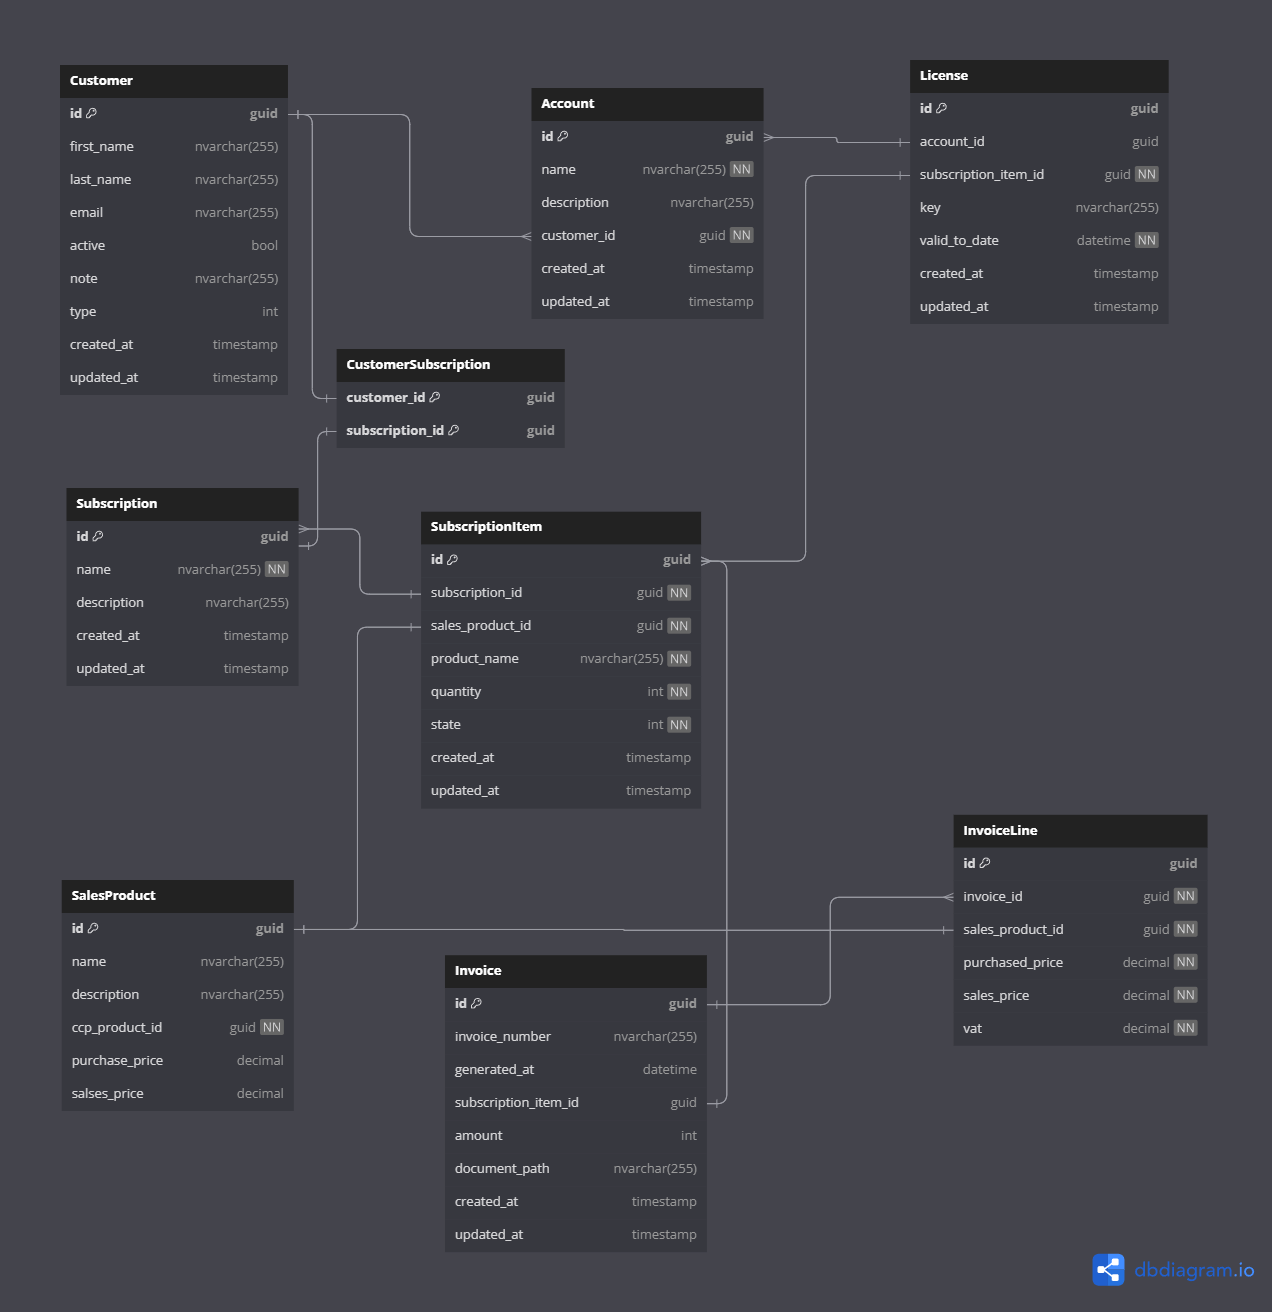 Customer
id guid
first_name nvarchar(255)
last_name nvarchar(255)
email nvarchar(255)
active bool
note nvarchar(255)
type int
created_at timestamp
updated_at timestamp
Account
id guid
name nvarchar(255) NN
description nvarchar(255)
customer_id guid NN
created_at timestamp
updated_at timestamp
License
id guid
account_id guid
subscription_item_id guid NN
key nvarchar(255)
valid_to_date datetime NN
created_at timestamp
updated_at timestamp
CustomerSubscription
customer_id guid
subscription_id guid
Subscription
id guid
name nvarchar(255) NN
description nvarchar(255)
created_at timestamp
updated_at timestamp
SubscriptionItem
id guid
subscription_id guid NN
sales_product_id guid NN
product_name nvarchar(255) NN
quantity int NN
state int NN
created_at timestamp
updated_at timestamp
SalesProduct
id guid
name nvarchar(255)
description nvarchar(255)
ccp_product_id guid NN
purchase_price decimal
salses_price decimal
Invoice
id guid
invoice_number nvarchar(255)
generated_at datetime
subscription_item_id guid
amount int
document_path nvarchar(255)
created_at timestamp
updated_at timestamp
InvoiceLine
id guid
invoice_id guid NN
sales_product_id guid NN
purchased_price decimal NN
sales_price decimal NN
vat decimal NN
dbdiagram.io